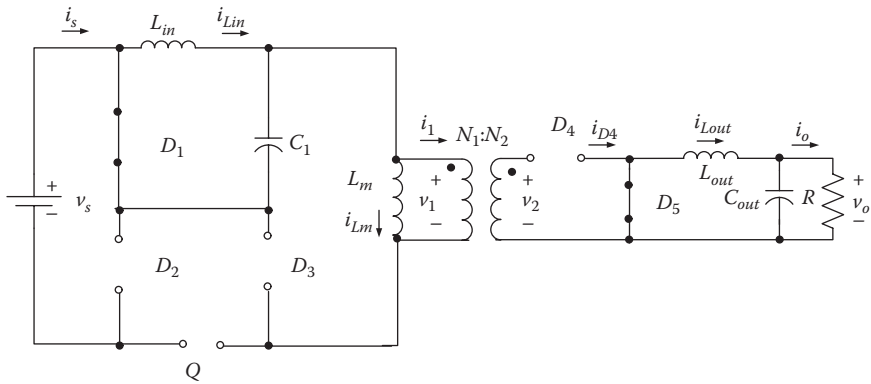 i_s
L_in
i_Lin
D_1
C_1
L_m
i_Lm
i_1
N_1:N_2
D_4
i_D4
i_Lout
i_o
L_out
+
v_s
−
+
v_1
−
+
v_2
−
D_5
C_out
R
+
v_o
−
D_2
D_3
Q